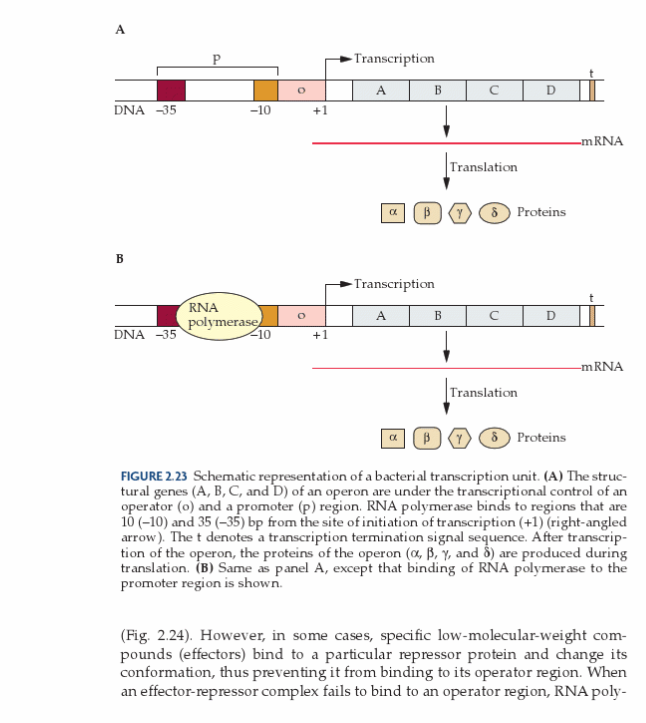 A
p
Transcription
t
o
A B C D
DNA –35 –10 +1
mRNA
Translation
α β γ δ Proteins
B
Transcription
t
RNA
polymerase
o
A B C D
DNA –35 –10 +1
mRNA
Translation
α β γ δ Proteins
FIGURE 2.23 Schematic representation of a bacterial transcription unit. (A) The struc-
tural genes (A, B, C, and D) of an operon are under the transcriptional control of an
operator (o) and a promoter (p) region. RNA polymerase binds to regions that are
10 (–10) and 35 (–35) bp from the site of initiation of transcription (+1) (right-angled
arrow). The t denotes a transcription termination signal sequence. After transcrip-
tion of the operon, the proteins of the operon (α, β, γ, and δ) are produced during
translation. (B) Same as panel A, except that binding of RNA polymerase to the
promoter region is shown.
(Fig. 2.24). However, in some cases, specific low-molecular-weight com-
pounds (effectors) bind to a particular repressor protein and change its
conformation, thus preventing it from binding to its operator region. When
an effector-repressor complex fails to bind to an operator region, RNA poly-